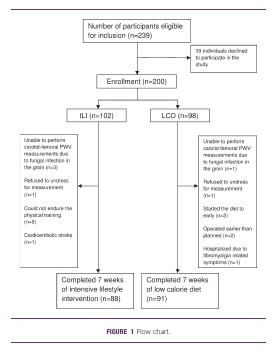 Number of participants eligible
for inclusion (n=239)
39 individuals declined
to participate in the
study
Enrollment (n=200)
ILI (n=102)
LCD (n=98)
Unable to perform
carotid-femoral PWV
measurements due
to fungal infection in
the groin (n=3)
Refused to undress
for measurement
(n=1)
Could not endure the
physical training
(n=9)
Cardioembolic stroke
(n=1)
Unable to perform
carotid-femoral PWV
measurements due to
fungal infection in the
groin (n=1)
Refused to undress for
measurement (n=1)
Started the diet to
early (n=2)
Operated earlier than
planned (n=2)
Hospitalized due to
fibromyalgia related
symptoms (n=1)
Completed 7 weeks
of intensive lifestyle
intervention (n=88)
Completed 7 weeks
of low calorie diet
(n=91)
FIGURE 1 Flow chart.